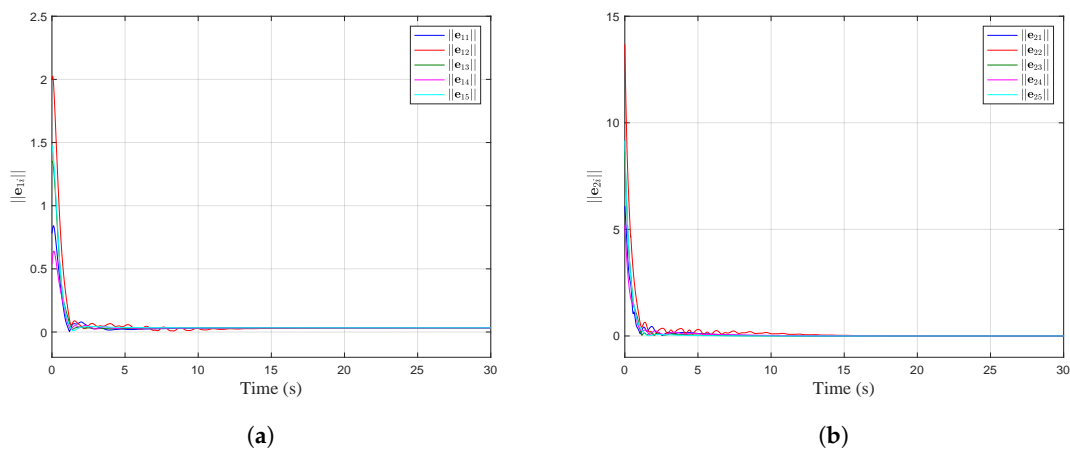 2.5
2
1.5
1
0.5
0
||e₁ᵢ||
0 5 10 15 20 25 30
Time (s)
||e₁₁||
||e₁₂||
||e₁₃||
||e₁₄||
||e₁₅||
(a)
15
10
5
0
||e₂ᵢ||
0 5 10 15 20 25 30
Time (s)
||e₂₁||
||e₂₂||
||e₂₃||
||e₂₄||
||e₂₅||
(b)